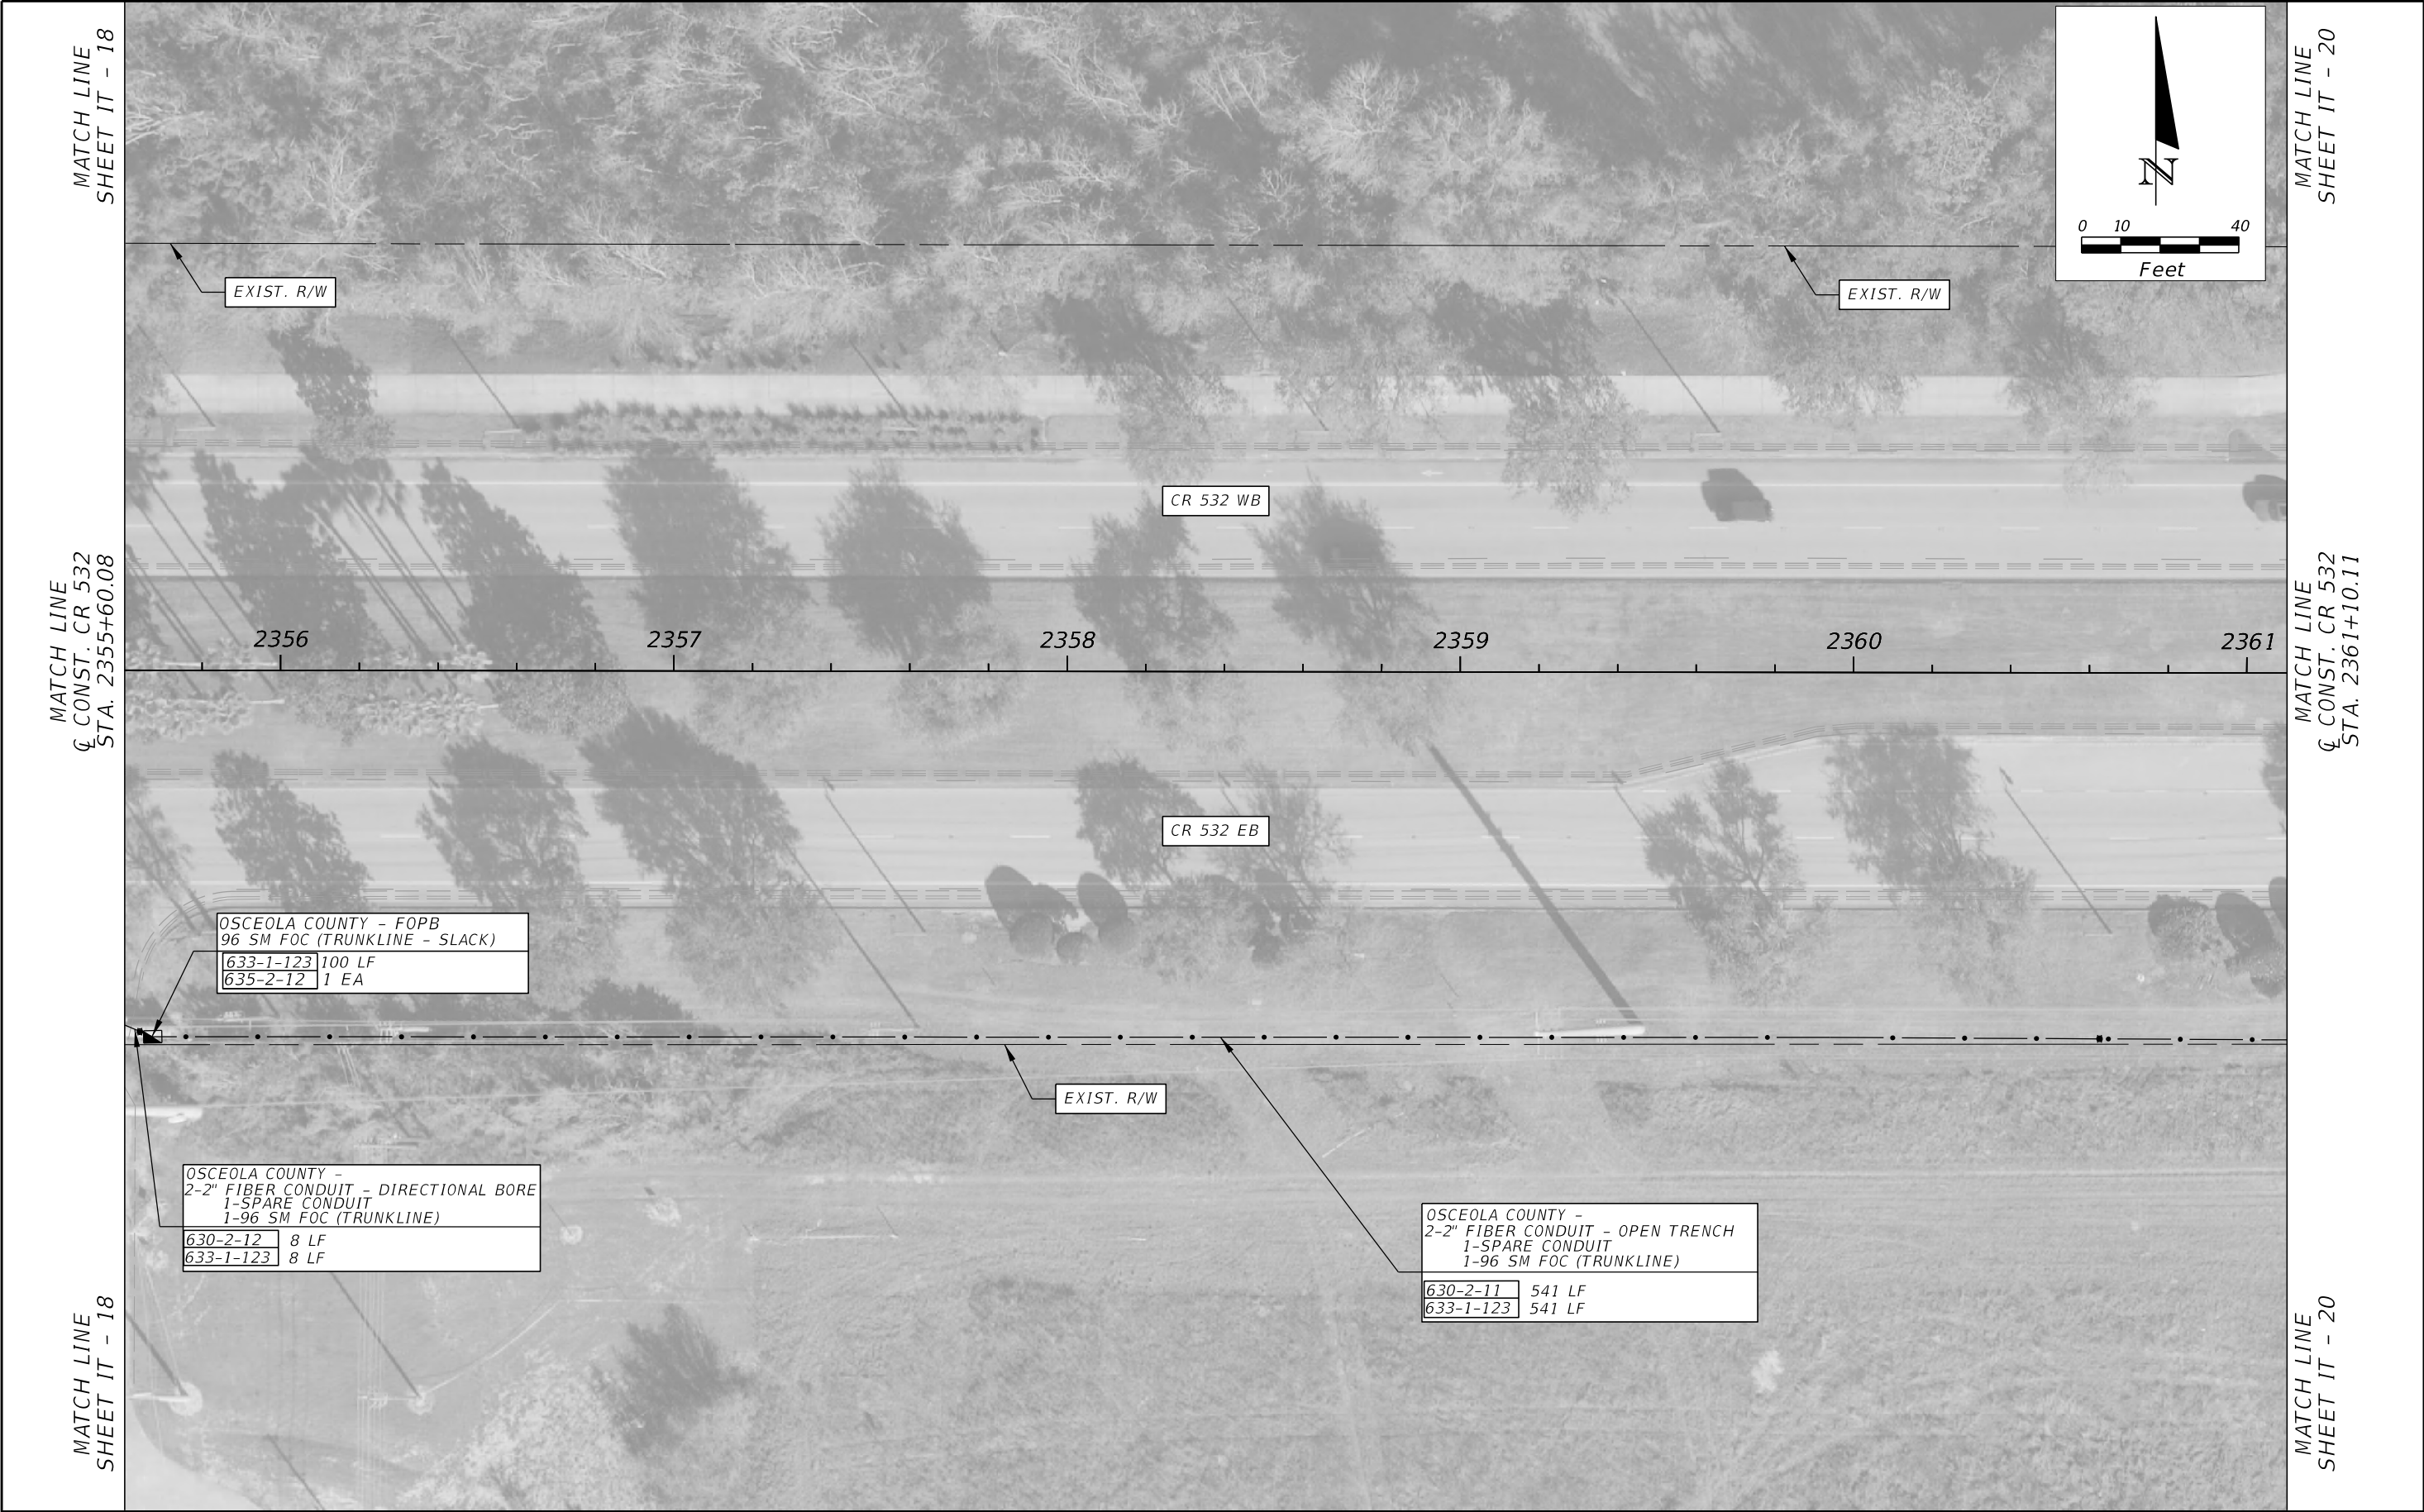 MATCH LINE
SHEET IT - 18
MATCH LINE
SHEET IT - 20
N
0 10 40
Feet
EXIST. R/W
EXIST. R/W
CR 532 WB
MATCH LINE
℄ CONST. CR 532
STA. 2355+60.08
2356 2357 2358 2359 2360 2361
MATCH LINE
℄ CONST. CR 532
STA. 2361+10.11
CR 532 EB
OSCEOLA COUNTY - FOPB
96 SM FOC (TRUNKLINE - SLACK)
633-1-123 100 LF
635-2-12 1 EA
EXIST. R/W
OSCEOLA COUNTY -
2-2" FIBER CONDUIT - DIRECTIONAL BORE
1-SPARE CONDUIT
1-96 SM FOC (TRUNKLINE)
630-2-12 8 LF
633-1-123 8 LF
OSCEOLA COUNTY -
2-2" FIBER CONDUIT - OPEN TRENCH
1-SPARE CONDUIT
1-96 SM FOC (TRUNKLINE)
630-2-11 541 LF
633-1-123 541 LF
MATCH LINE
SHEET IT - 18
MATCH LINE
SHEET IT - 20